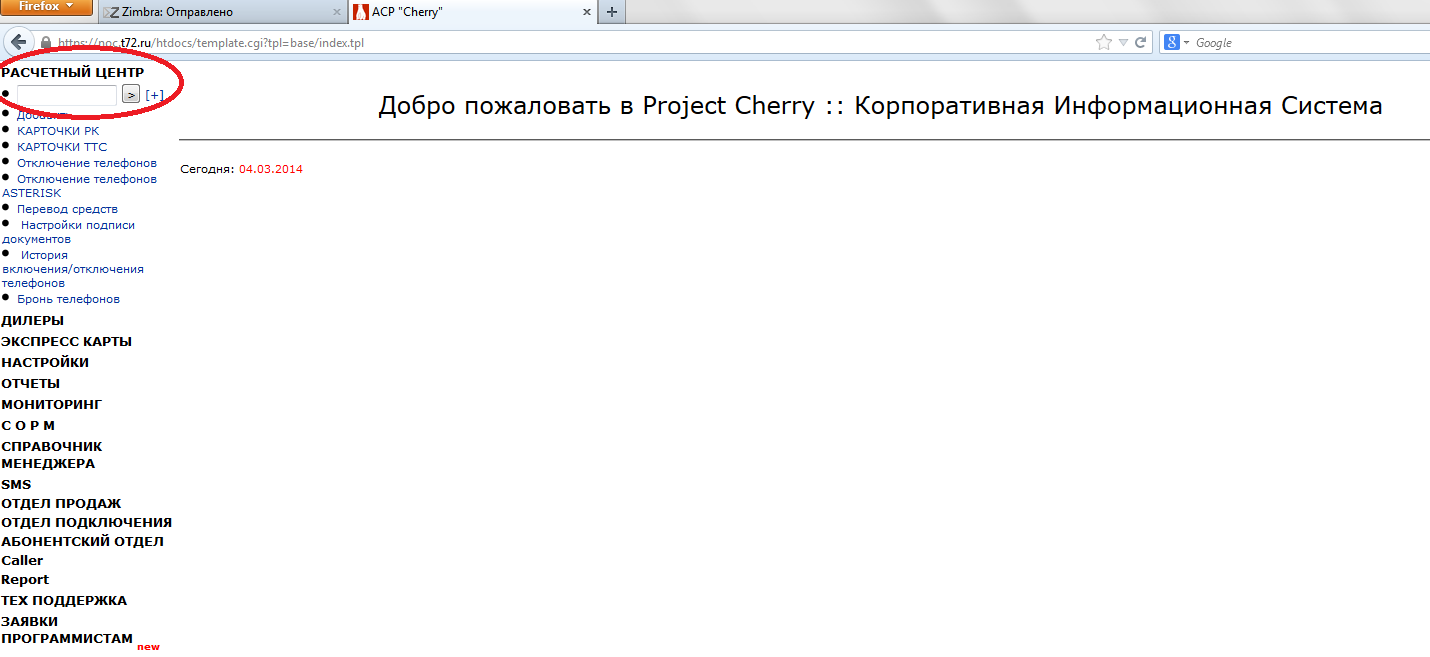 Firefox
Zimbra: Отправлено
ACP "Cherry"
https://noc.t72.ru/htdocs/template.cgi?tpl=base/index.tpl
Google
РАСЧЕТНЫЙ ЦЕНТР
> [+]
КАРТОЧКИ РК
КАРТОЧКИ ТТС
Отключение телефонов
Отключение телефонов
ASTERISK
Перевод средств
Настройки подписи
документов
История
включения/отключения
телефонов
Бронь телефонов
ДИЛЕРЫ
ЭКСПРЕСС КАРТЫ
НАСТРОЙКИ
ОТЧЕТЫ
МОНИТОРИНГ
С О Р М
СПРАВОЧНИК
МЕНЕДЖЕРА
SMS
ОТДЕЛ ПРОДАЖ
ОТДЕЛ ПОДКЛЮЧЕНИЯ
АБОНЕНТСКИЙ ОТДЕЛ
Caller
Report
ТЕХ ПОДДЕРЖКА
ЗАЯВКИ
ПРОГРАММИСТАМ new
Добро пожаловать в Project Cherry :: Корпоративная Информационная Система
Сегодня: 04.03.2014